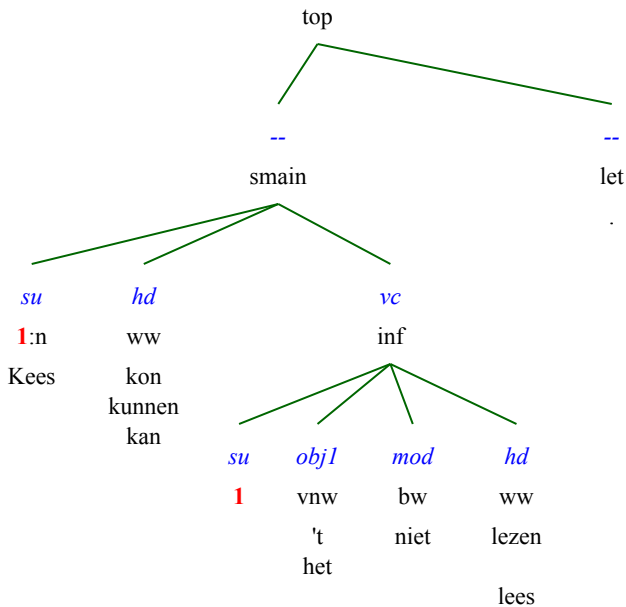 top
-- --
smain let
.
su hd vc
1:n ww inf
Kees kon
kunnen
kan
su obj1 mod hd
1 vnw bw ww
't niet lezen
het
lees